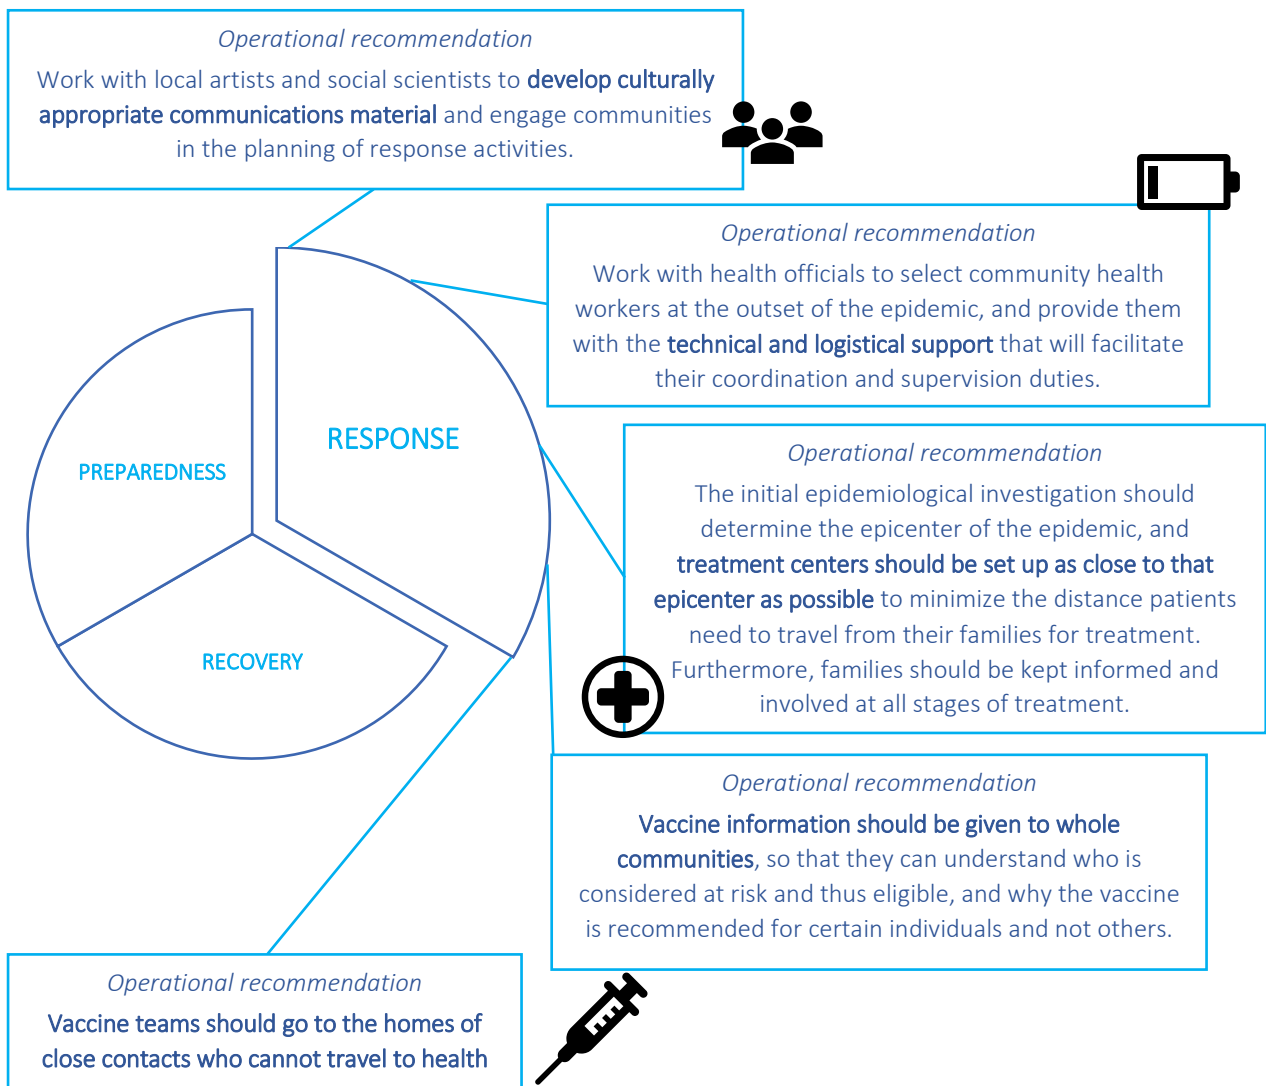 Operational recommendation
Work with local artists and social scientists to develop culturally
appropriate communications material and engage communities
in the planning of response activities.
Operational recommendation
Work with health officials to select community health
workers at the outset of the epidemic, and provide them
with the technical and logistical support that will facilitate
their coordination and supervision duties.
RESPONSE
PREPAREDNESS
RECOVERY
Operational recommendation
The initial epidemiological investigation should
determine the epicenter of the epidemic, and
treatment centers should be set up as close to that
epicenter as possible to minimize the distance patients
need to travel from their families for treatment.
Furthermore, families should be kept informed and
involved at all stages of treatment.
Operational recommendation
Vaccine information should be given to whole
communities, so that they can understand who is
considered at risk and thus eligible, and why the vaccine
is recommended for certain individuals and not others.
Operational recommendation
Vaccine teams should go to the homes of
close contacts who cannot travel to health